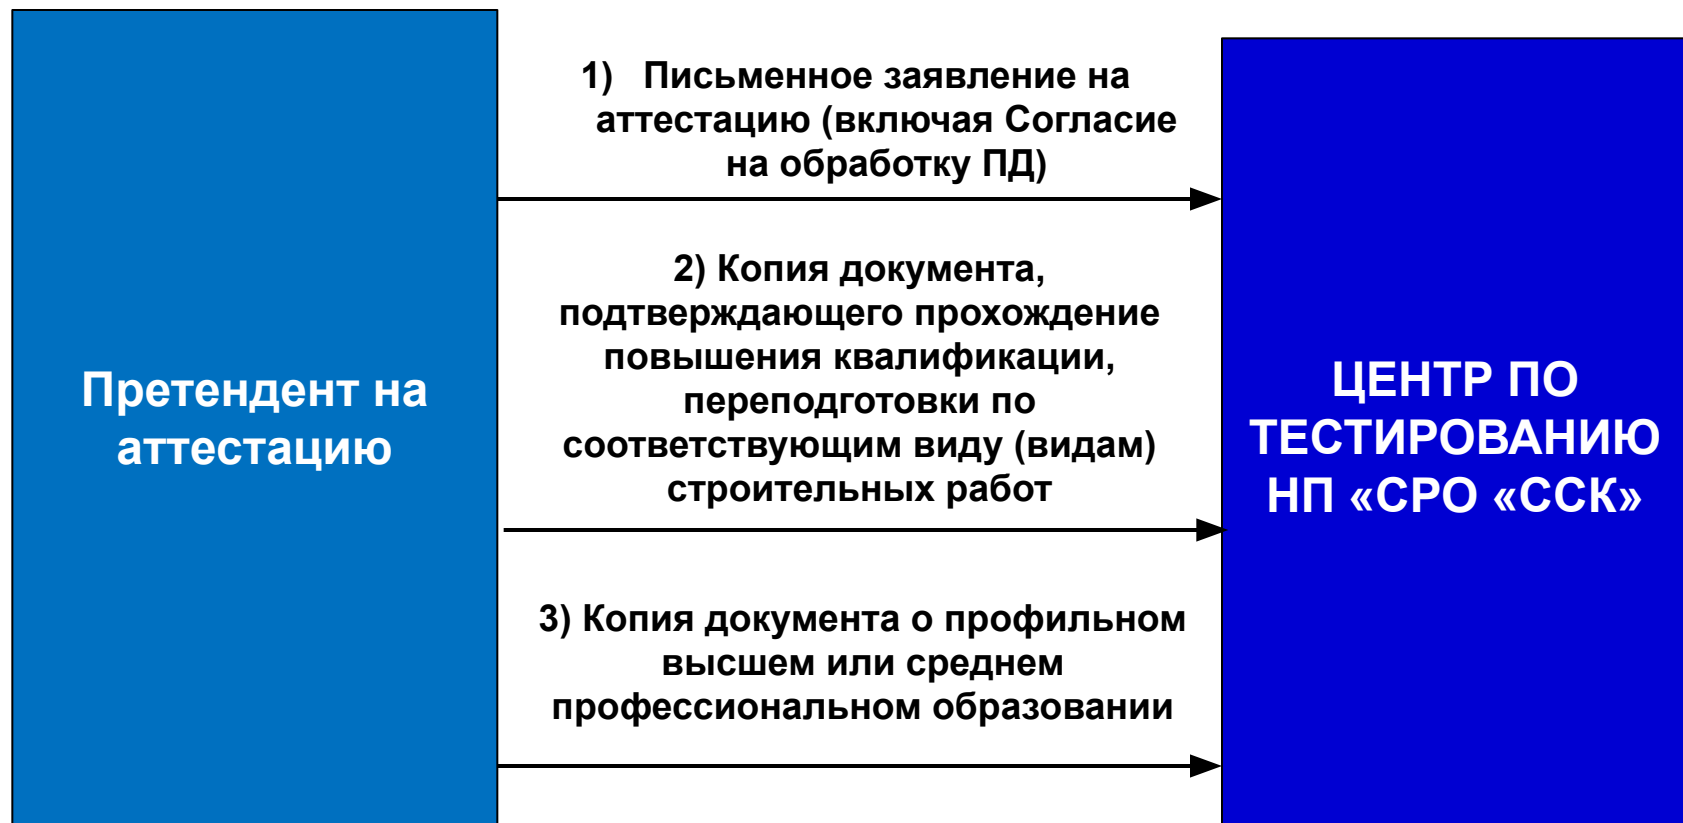 Претендент на
аттестацию
1) Письменное заявление на
аттестацию (включая Согласие
на обработку ПД)
2) Копия документа,
подтверждающего прохождение
повышения квалификации,
переподготовки по
соответствующим виду (видам)
строительных работ
3) Копия документа о профильном
высшем или среднем
профессиональном образовании
ЦЕНТР ПО
ТЕСТИРОВАНИЮ
НП «СРО «ССК»